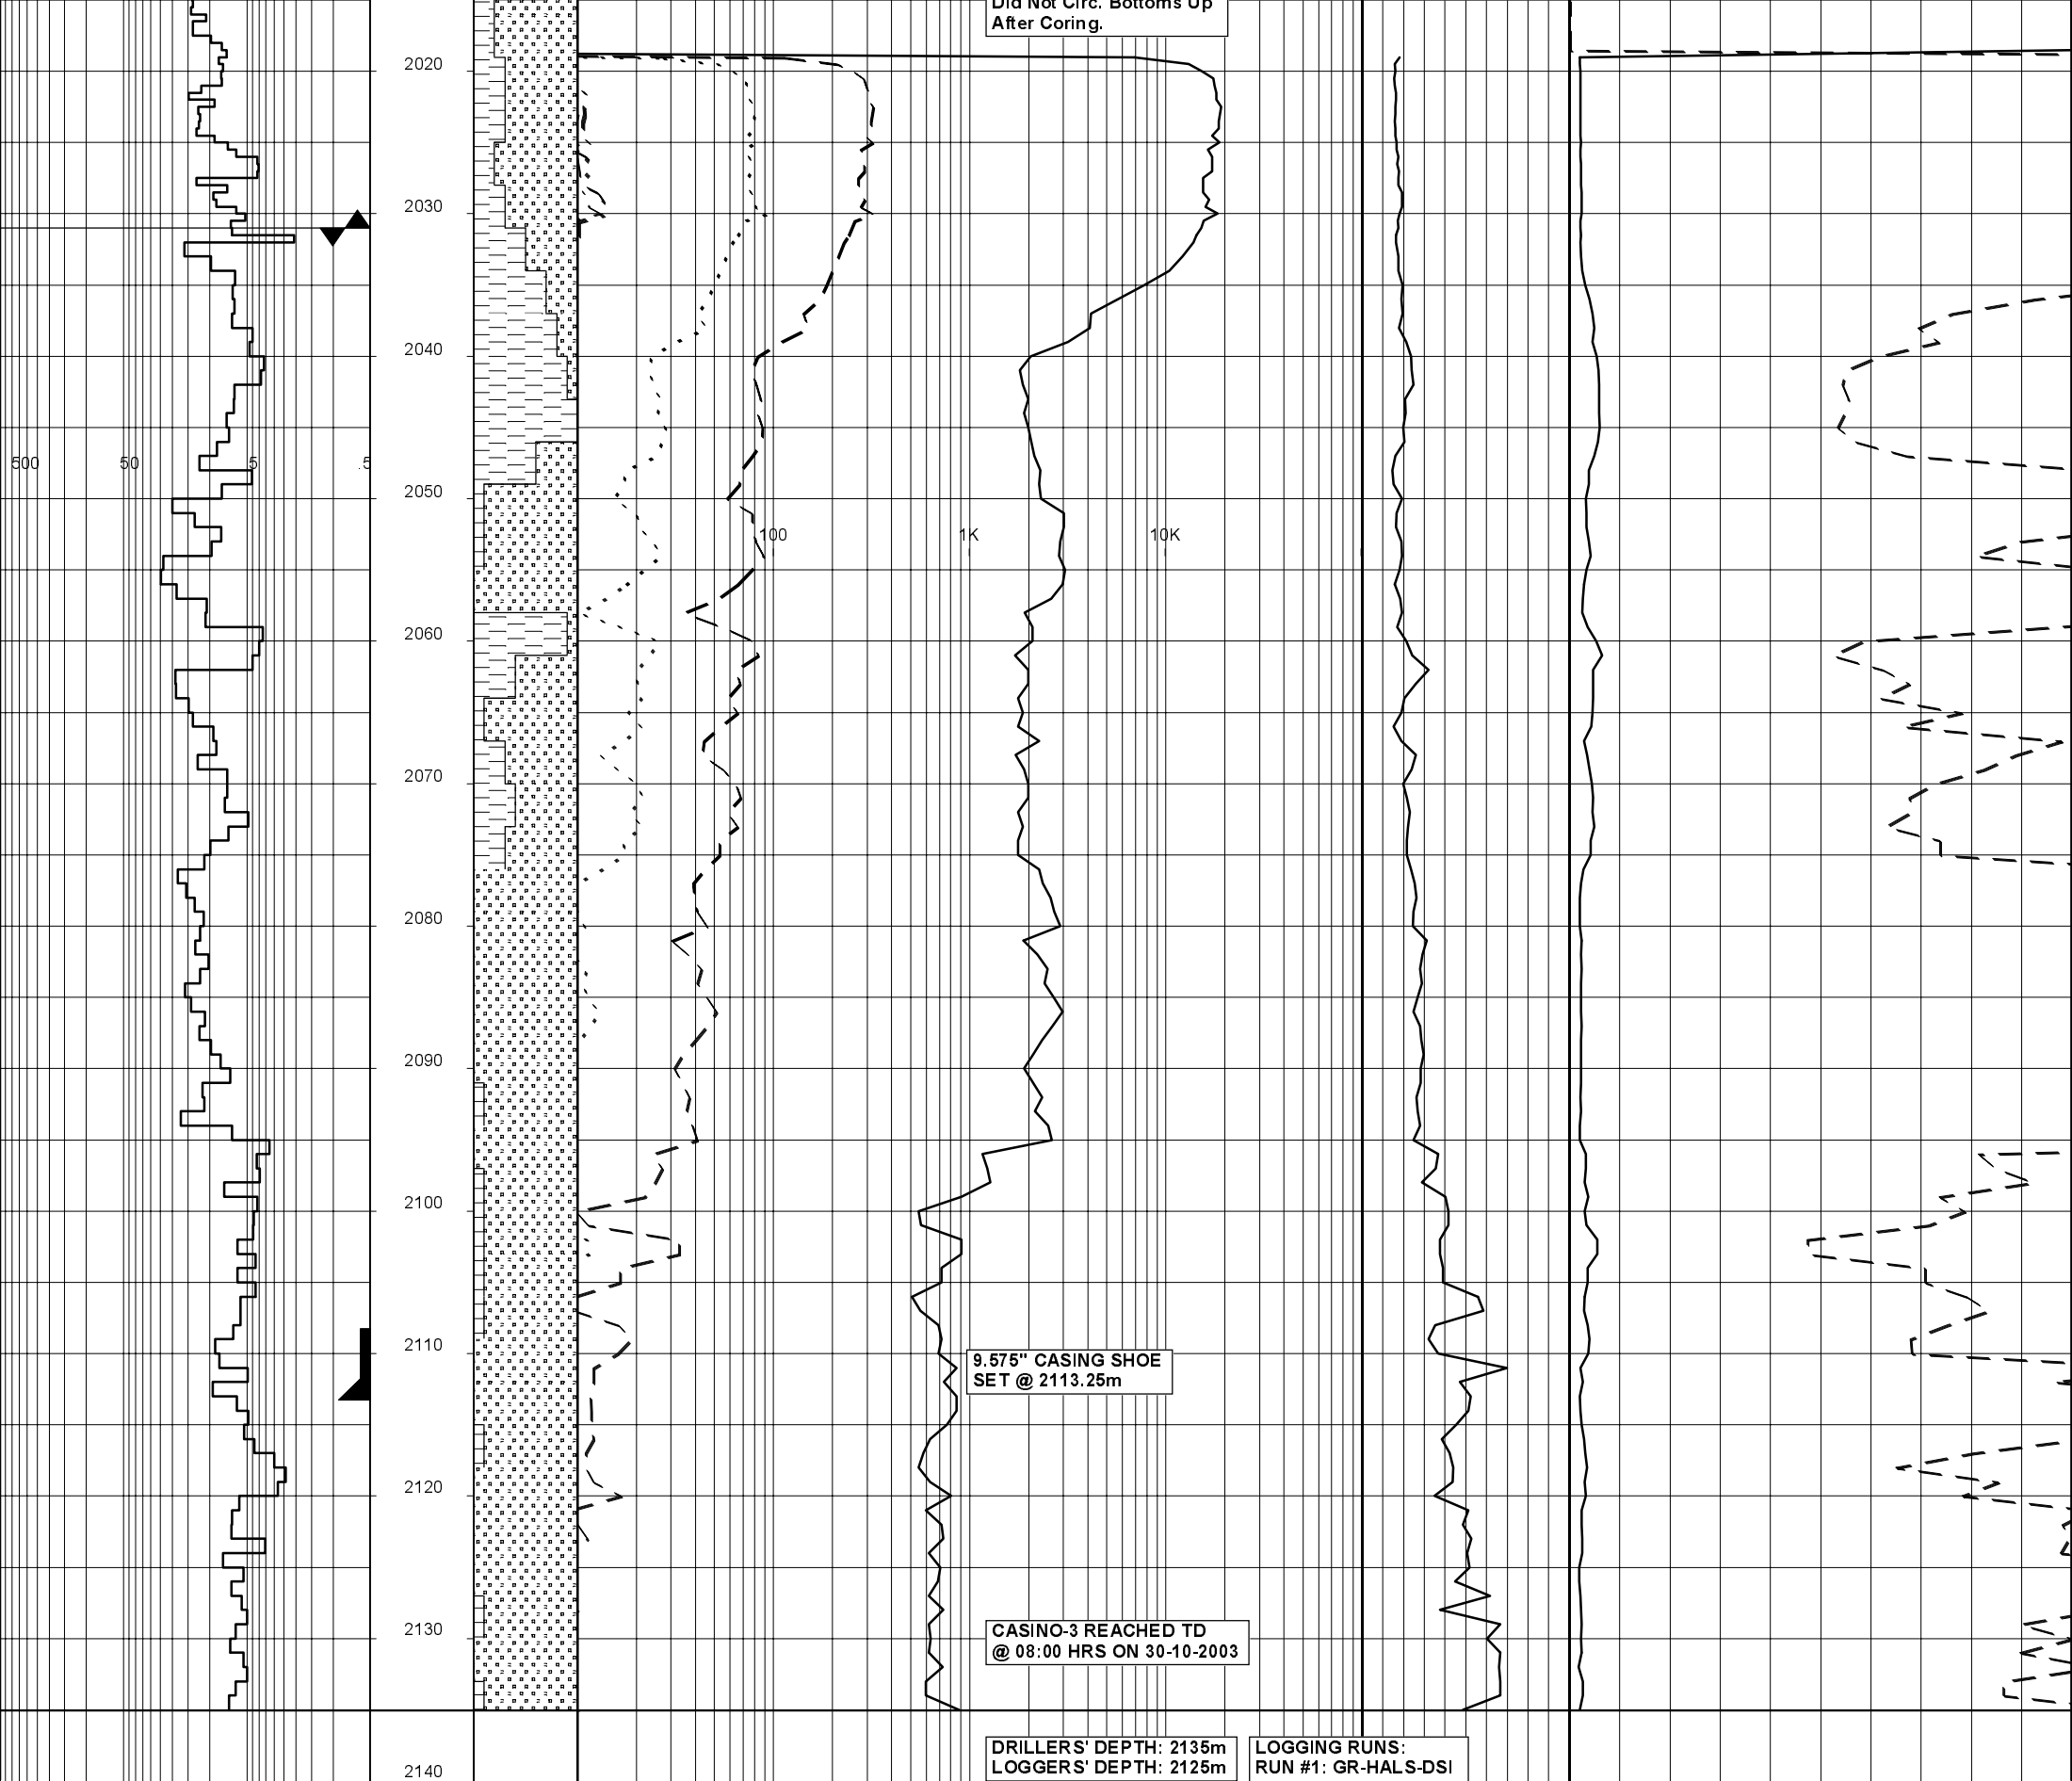 Did Not Circ. Bottoms Up
After Coring.
2020
2030
2040
500 50 5 .5
2050
100 1K 10K
2060
2070
2080
2090
2100
2110
9.575" CASING SHOE
SET @ 2113.25m
2120
2130
CASINO-3 REACHED TD
@ 08:00 HRS ON 30-10-2003
DRILLERS' DEPTH: 2135m
LOGGERS' DEPTH: 2125m
LOGGING RUNS:
RUN #1: GR-HALS-DSI
2140